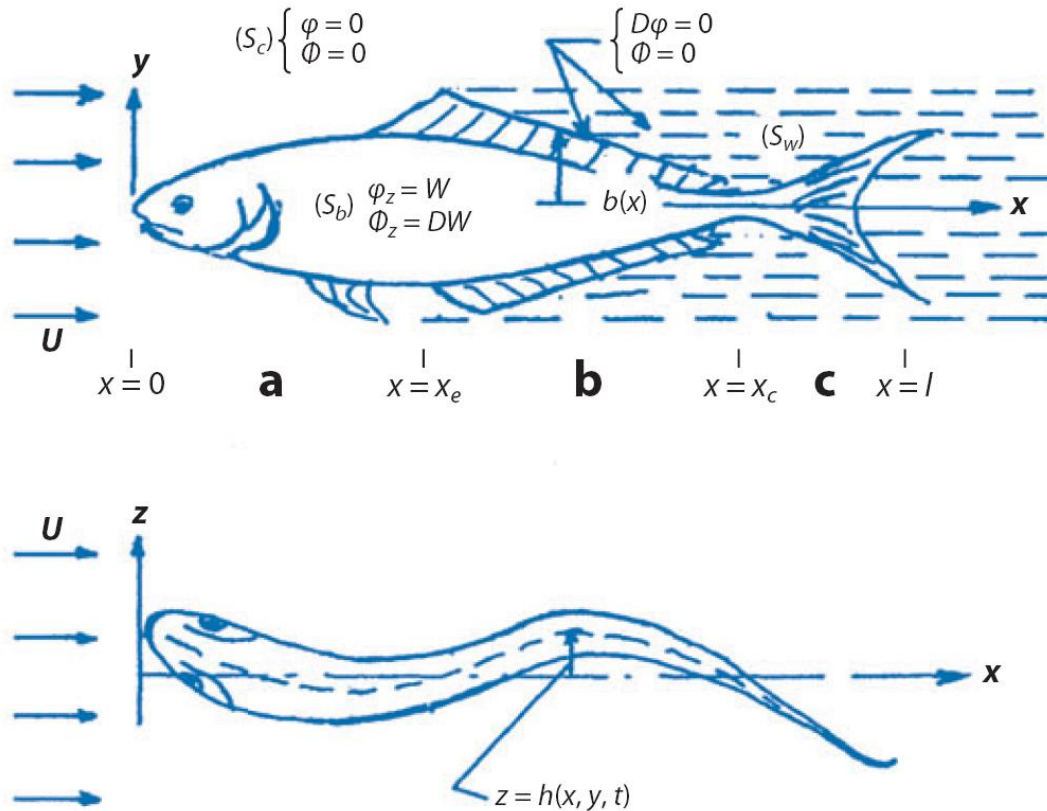 (S_c) { φ = 0
Φ = 0
{ Dφ = 0
Φ = 0
y
(S_w)
(S_b) φ_z = W
Φ_z = DW
b(x)
x
U
x = 0
a
x = x_e
b
x = x_c
c
x = l
U
z
x
z = h(x, y, t)